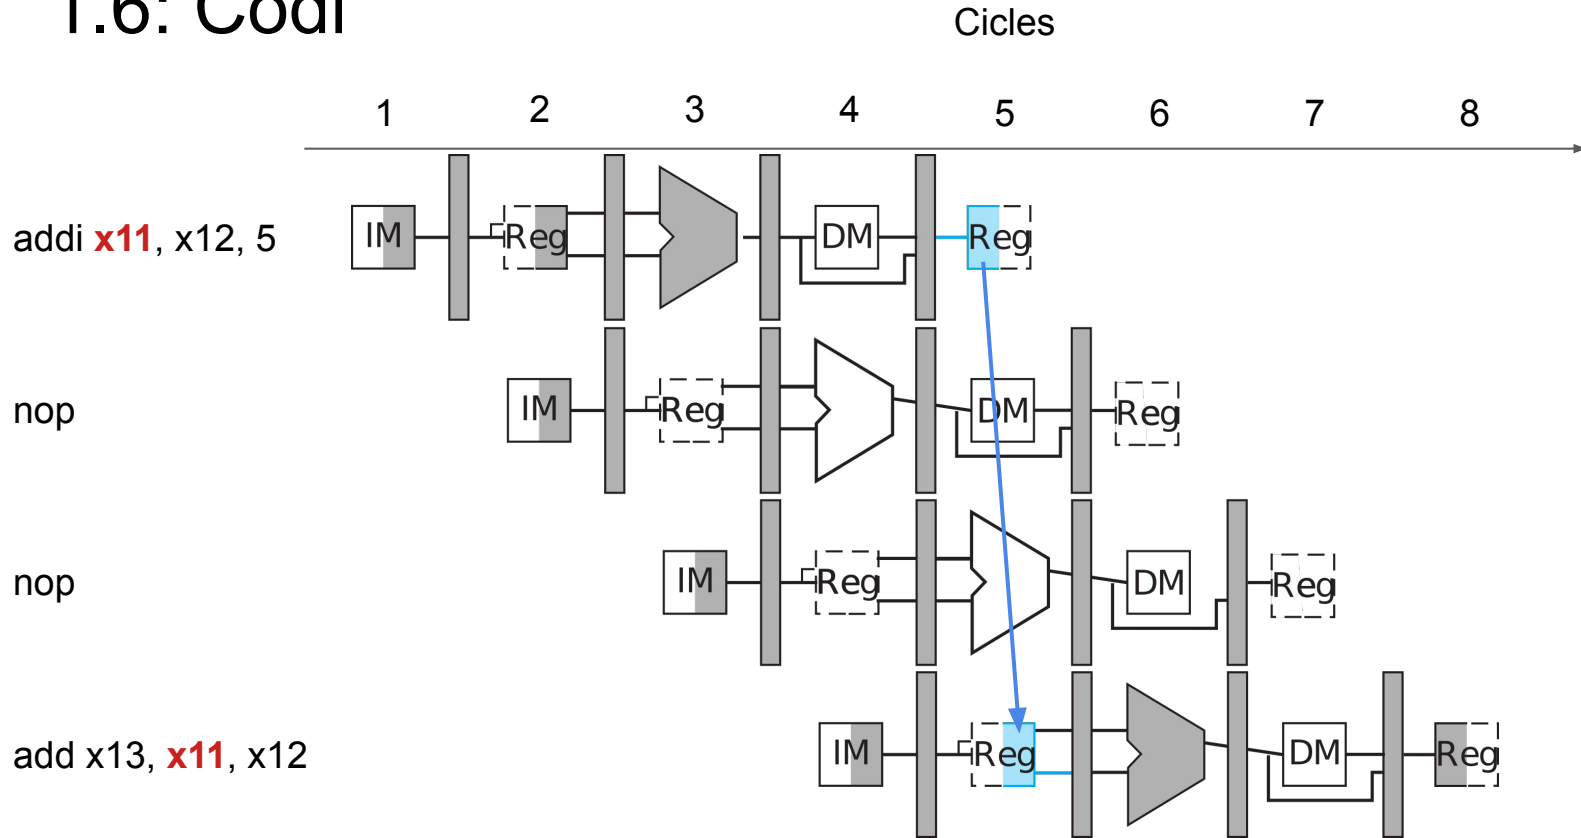 1.6: Codi
Cicles
1 2 3 4 5 6 7 8
addi x11, x12, 5 IM Reg DM Reg
nop IM Reg DM Reg
nop IM Reg DM Reg
add x13, x11, x12 IM Reg DM Reg